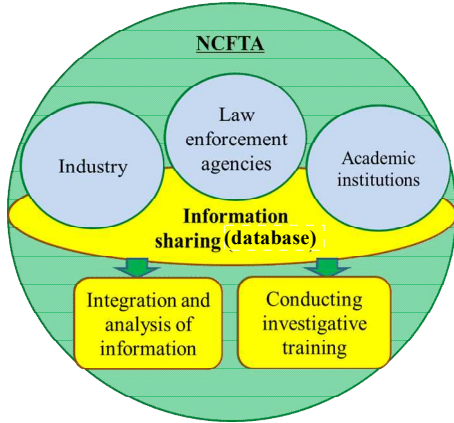 NCFTA
Law
enforcement
agencies
Industry
Academic
institutions
Information
sharing (database)
Integration and
analysis of
information
Conducting
investigative
training